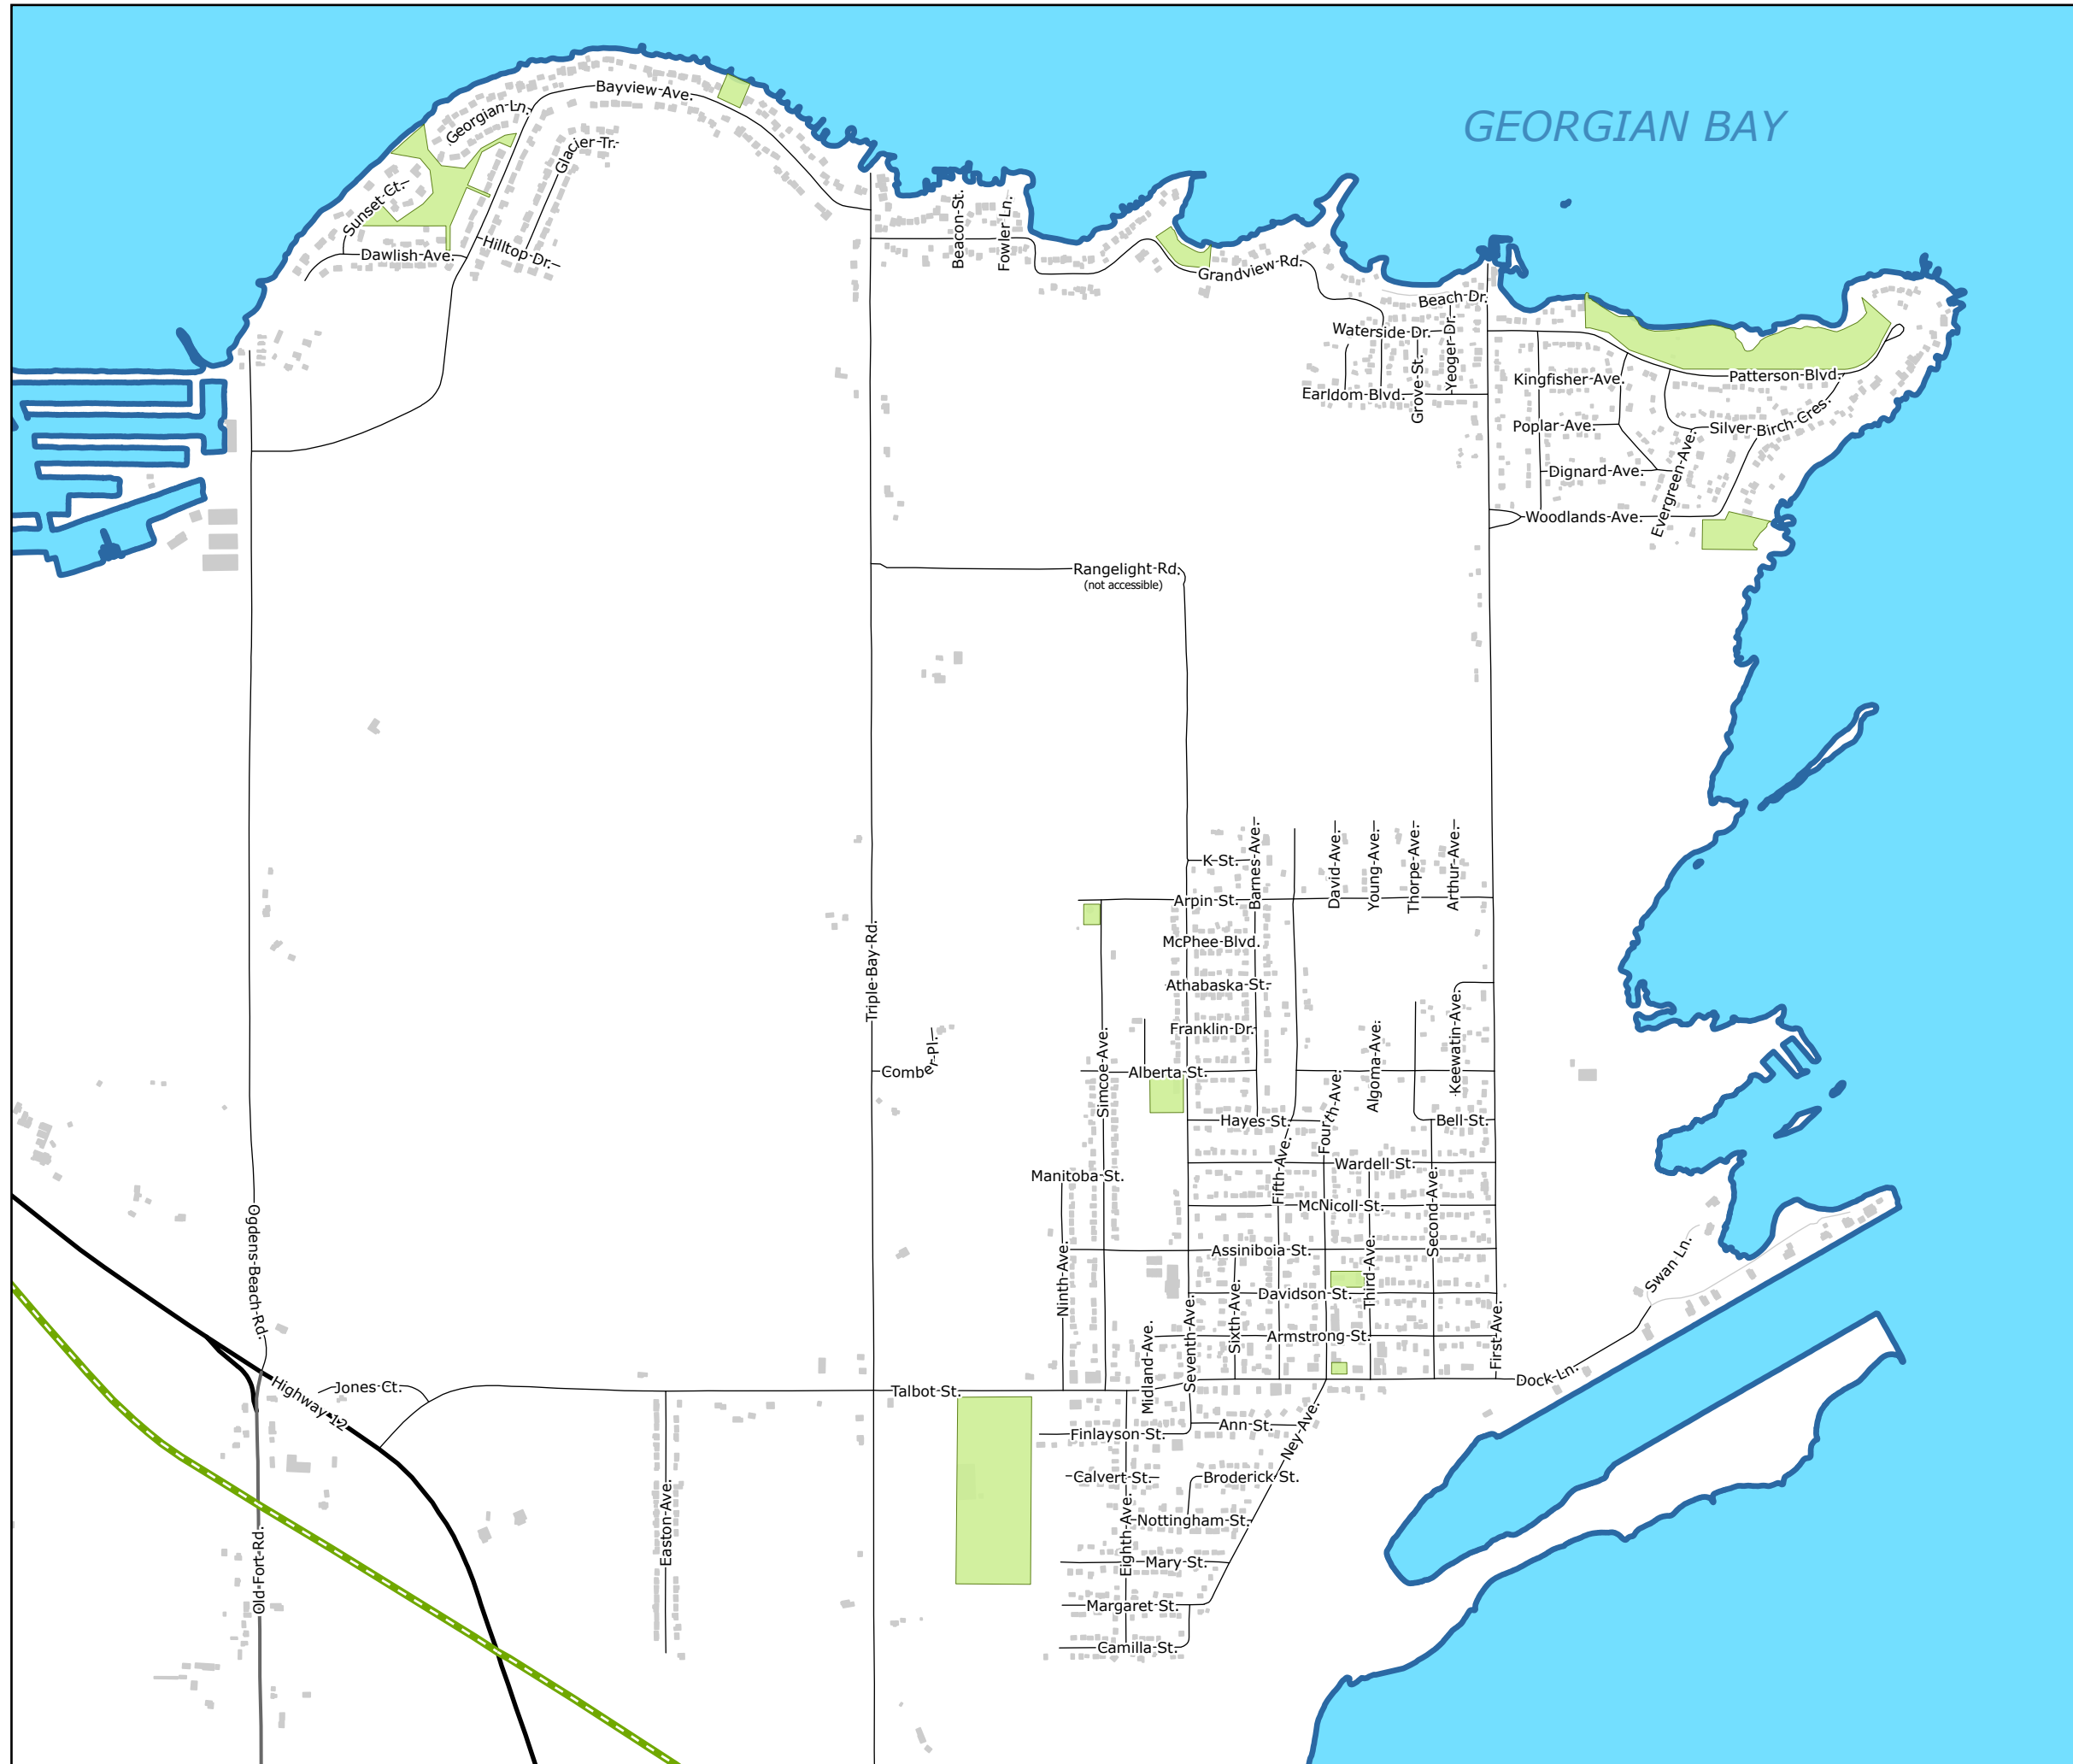 GEORGIAN BAY
Bayview Ave.
Georgian Ln.
Glacier Tr.
Sunset Ct.
Hilltop Dr.
Dawlish Ave.
Beacon St.
Fowler Ln.
Grandview Rd.
Beach Dr.
Waterside Dr.
Yeoger Dr.
Grove St.
Earldom Blvd.
Kingfisher Ave.
Patterson Blvd.
Poplar Ave.
Silver Birch Cres.
Dignard Ave.
Evergreen Ave.
Woodlands Ave.
Rangelight Rd.
(not accessible)
K St.
Barnes Ave.
David Ave.
Young Ave.
Thorpe Ave.
Arthur Ave.
Arpin St.
McPhee Blvd.
Triple Bay Rd.
Athabaska St.
Franklin Dr.
Simcoe Ave.
Algoma Ave.
Keewatin Ave.
Comber Pl.
Alberta St.
Fourth Ave.
Hayes St.
Bell St.
Fifth Ave.
Wardell St.
Manitoba St.
McNicoll St.
Second Ave.
Ogdens Beach Rd.
Ninth Ave.
Assiniboia St.
Third Ave.
Swan Ln.
Davidson St.
Sixth Ave.
Seventh Ave.
Midland Ave.
Armstrong St.
First Ave.
Highway 12
Jones Ct.
Talbot St.
Dock Ln.
Finlayson St.
Ann St.
Ney Ave.
Calvert St.
Broderick St.
Easton Ave.
Eighth Ave.
Nottingham St.
Old Fort Rd.
Mary St.
Margaret St.
Camilla St.